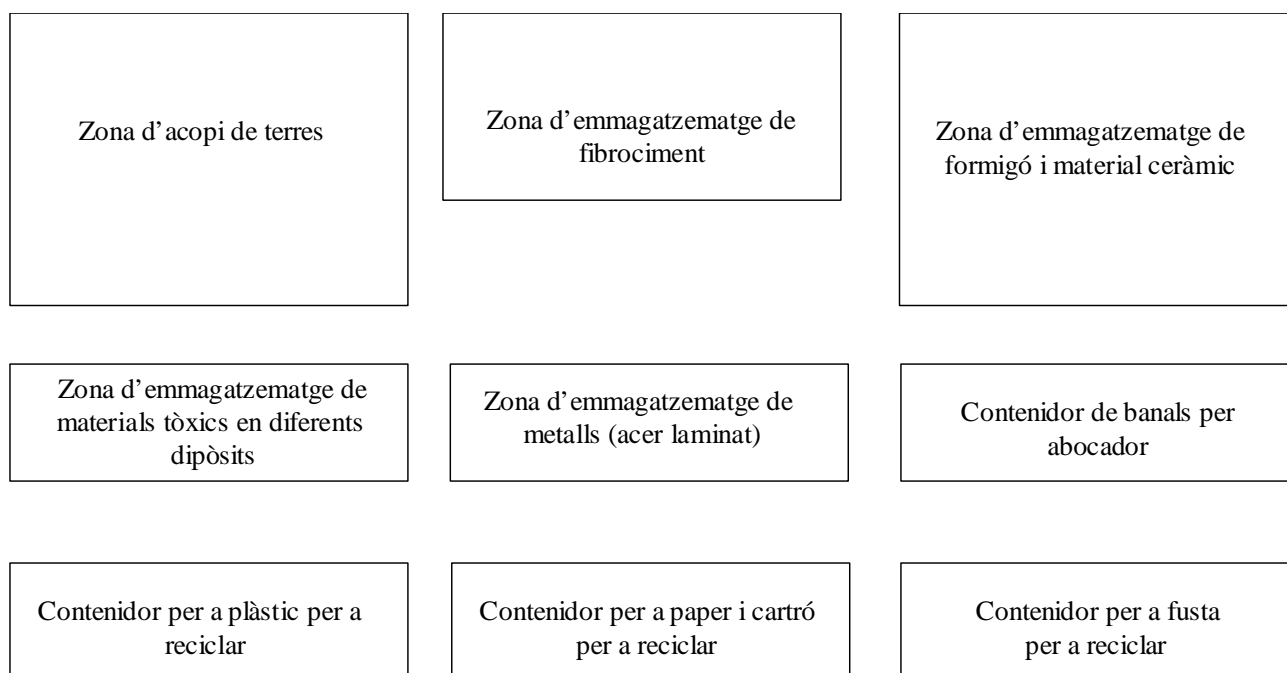 Zona d’acopi de terres
Zona d’emmagatzematge de
fibrociment
Zona d’emmagatzematge de
formigó i material ceràmic
Zona d’emmagatzematge de
materials tòxics en diferents
dipòsits
Zona d’emmagatzematge de
metalls (acer laminat)
Contenidor de banals per
abocador
Contenidor per a plàstic per a
reciclar
Contenidor per a paper i cartró
per a reciclar
Contenidor per a fusta
per a reciclar